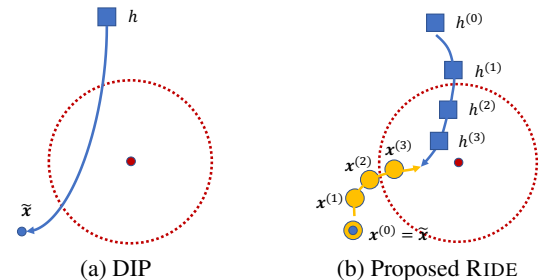 h
x̃
(a) DIP
h⁽⁰⁾
h⁽¹⁾
h⁽²⁾
h⁽³⁾
x⁽³⁾
x⁽²⁾
x⁽¹⁾
x⁽⁰⁾ = x̃
(b) Proposed RIDE